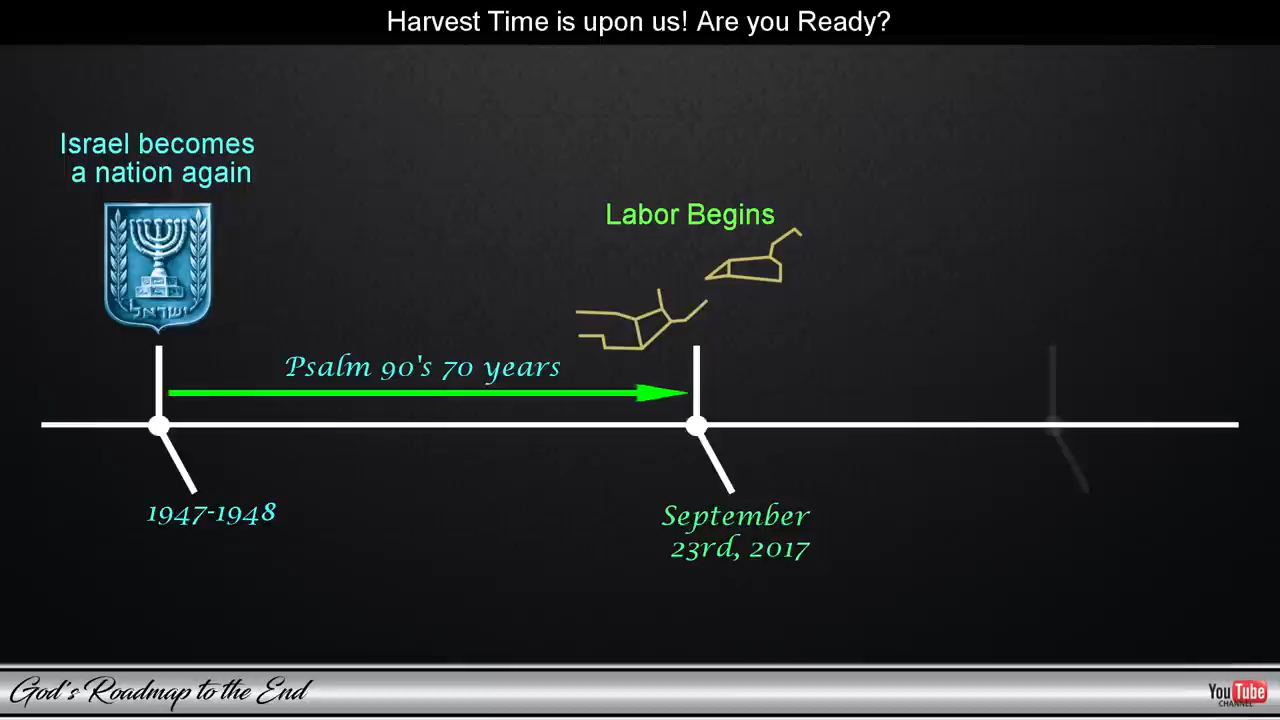 Harvest Time is upon us! Are you Ready?
Israel becomes
a nation again
ישראל
Labor Begins
Psalm 90's 70 years
1947-1948
September
23rd, 2017
God's Roadmap to the End
YouTube
CHANNEL